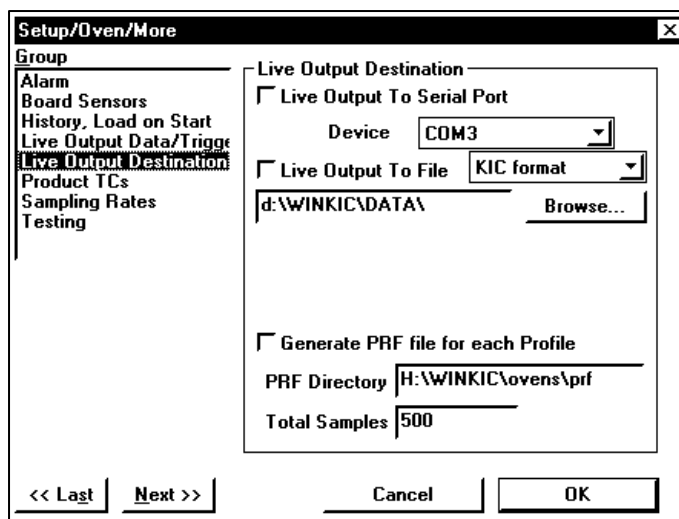 Setup/Oven/More
Group
Alarm
Board Sensors
History, Load on Start
Live Output Data/Trigge
Live Output Destination
Product TCs
Sampling Rates
Testing
Live Output Destination
Live Output To Serial Port
Device COM3
Live Output To File KIC format
d:\WINKIC\DATA\ Browse...
Generate PRF file for each Profile
PRF Directory H:\WINKIC\ovens\prf
Total Samples 500
<< Last Next >> Cancel OK